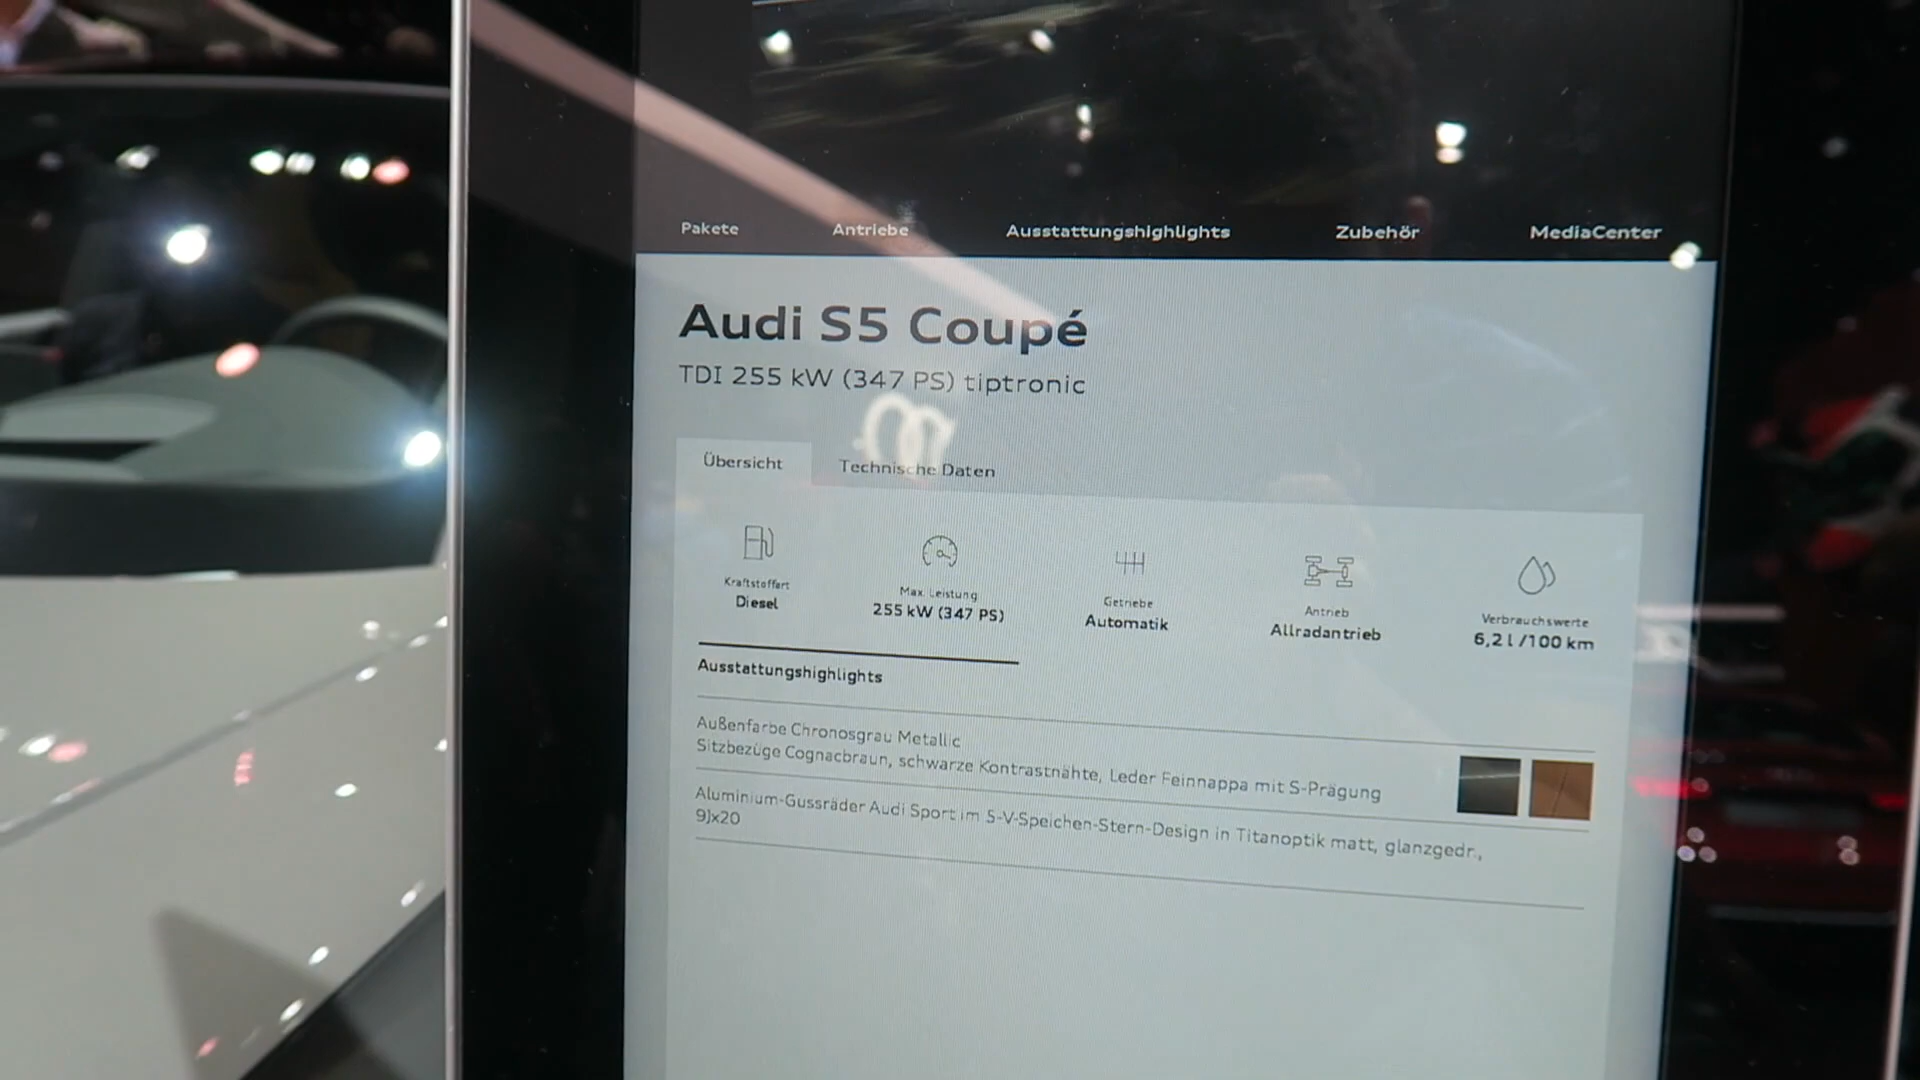 Pakete Antriebe Ausstattungshighlights Zubehör MediaCenter
Audi S5 Coupé
TDI 255 kW (347 PS) tiptronic
Übersicht Technische Daten
Kraftstoffart
Diesel
Max. Leistung
255 kW (347 PS)
Getriebe
Automatik
Antrieb
Allradantrieb
Verbrauchswerte
6,2 l /100 km
Ausstattungshighlights
Außenfarbe Chronosgrau Metallic
Sitzbezüge Cognacbraun, schwarze Kontrastnähte, Leder Feinnappa mit S-Prägung
Aluminium-Gussräder Audi Sport im 5-V-Speichen-Stern-Design in Titanoptik matt, glanzgedr.,
9Jx20